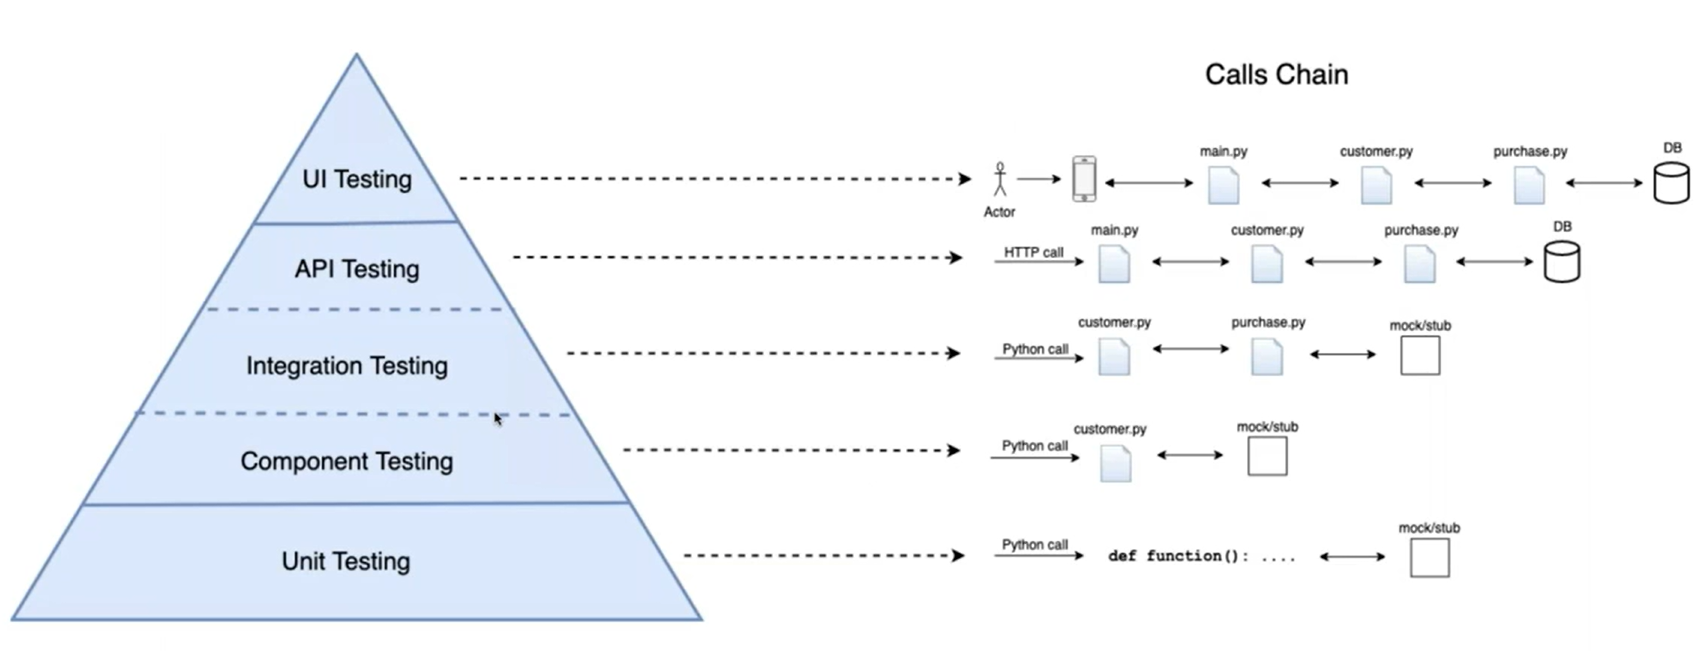 Calls Chain
UI Testing
main.py
customer.py
purchase.py
DB
Actor
API Testing
HTTP call
main.py
customer.py
purchase.py
DB
Integration Testing
Python call
customer.py
purchase.py
mock/stub
Component Testing
Python call
customer.py
mock/stub
Unit Testing
Python call
def function(): ....
mock/stub